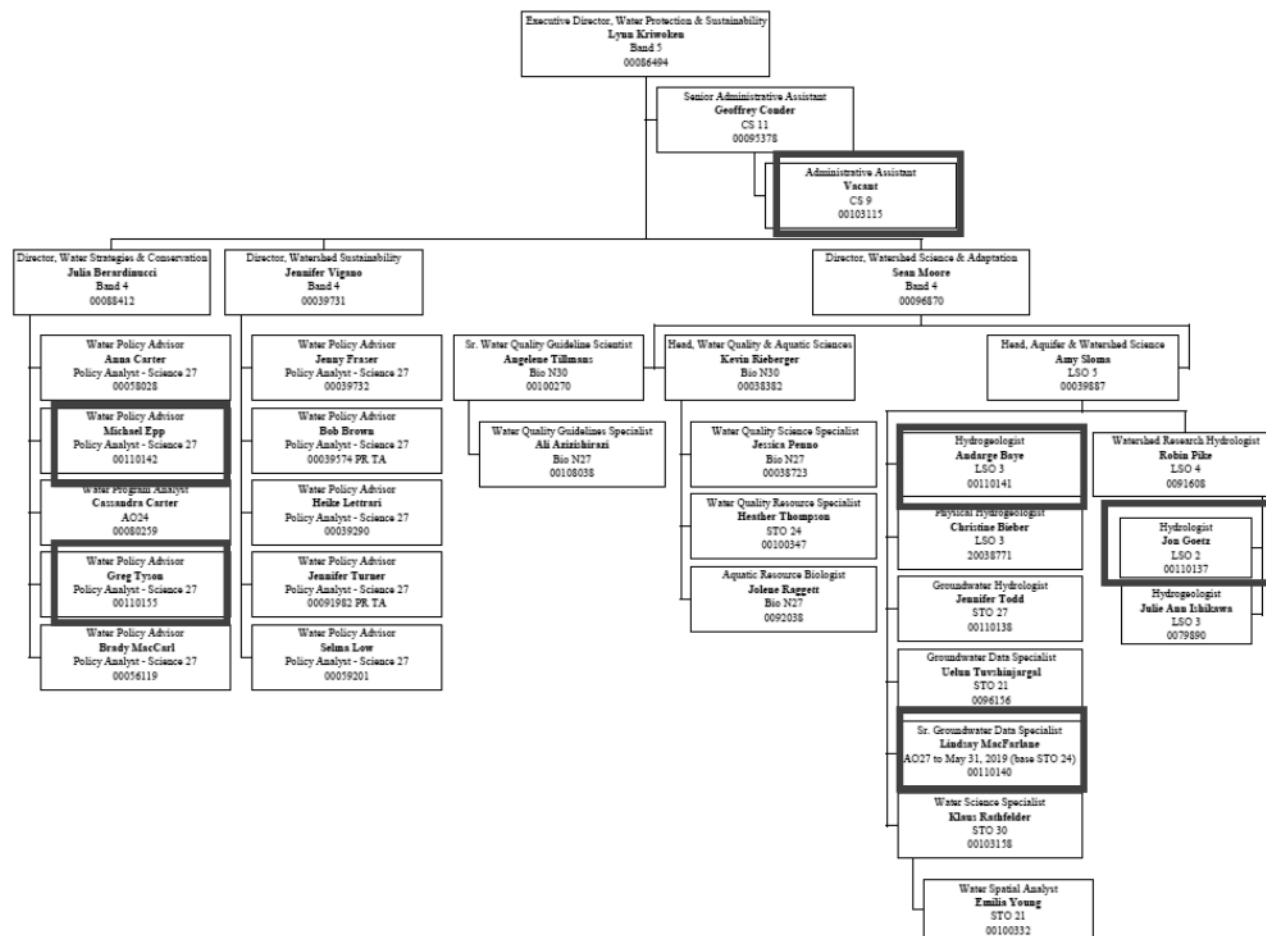 Executive Director, Water Protection & Sustainability
Lynn Kriwoken
Band 5
00086494
Senior Administrative Assistant
Geoffrey Conder
CS 11
00095378
Administrative Assistant
Vacant
CS 9
00103115
Director, Water Strategies & Conservation
Julia Berardinucci
Band 4
00088412
Director, Watershed Sustainability
Jennifer Vigano
Band 4
00039731
Director, Watershed Science & Adaptation
Sean Moore
Band 4
00096870
Water Policy Advisor
Anna Carter
Policy Analyst - Science 27
00058028
Water Policy Advisor
Michael Epp
Policy Analyst - Science 27
00110142
Water Program Analyst
Cassandra Carter
AO24
00080259
Water Policy Advisor
Greg Tyson
Policy Analyst - Science 27
00110155
Water Policy Advisor
Brady MacCarl
Policy Analyst - Science 27
00056119
Water Policy Advisor
Jenny Fraser
Policy Analyst - Science 27
00039732
Water Policy Advisor
Bob Brown
Policy Analyst - Science 27
00039574 PR TA
Water Policy Advisor
Heike Lettrari
Policy Analyst - Science 27
00039290
Water Policy Advisor
Jennifer Turner
Policy Analyst - Science 27
00091982 PR TA
Water Policy Advisor
Selma Low
Policy Analyst - Science 27
00059201
Sr. Water Quality Guideline Scientist
Angelene Tillmans
Bio N30
00100270
Water Quality Guidelines Specialist
Ali Azizishirazi
Bio N27
00108038
Head, Water Quality & Aquatic Sciences
Kevin Rieberger
Bio N30
00038382
Water Quality Science Specialist
Jessica Penno
Bio N27
00038723
Water Quality Resource Specialist
Heather Thompson
STO 24
00100347
Aquatic Resource Biologist
Jolene Raggett
Bio N27
0092038
Head, Aquifer & Watershed Science
Amy Sloma
LSO 5
00039887
Hydrogeologist
Andarge Baye
LSO 3
00110141
Physical Hydrogeologist
Christine Bieber
LSO 3
20038771
Groundwater Hydrologist
Jennifer Todd
STO 27
00110138
Groundwater Data Specialist
Uelun Tuvshinjargal
STO 21
0096156
Sr. Groundwater Data Specialist
Lindsay MacFarlane
AO27 to May 31, 2019 (base STO 24)
00110140
Water Science Specialist
Klaus Rathfelder
STO 30
00103158
Water Spatial Analyst
Emilia Young
STO 21
00100332
Watershed Research Hydrologist
Robin Pike
LSO 4
0091608
Hydrologist
Jon Goetz
LSO 2
00110137
Hydrogeologist
Julie Ann Ishikawa
LSO 3
0079890